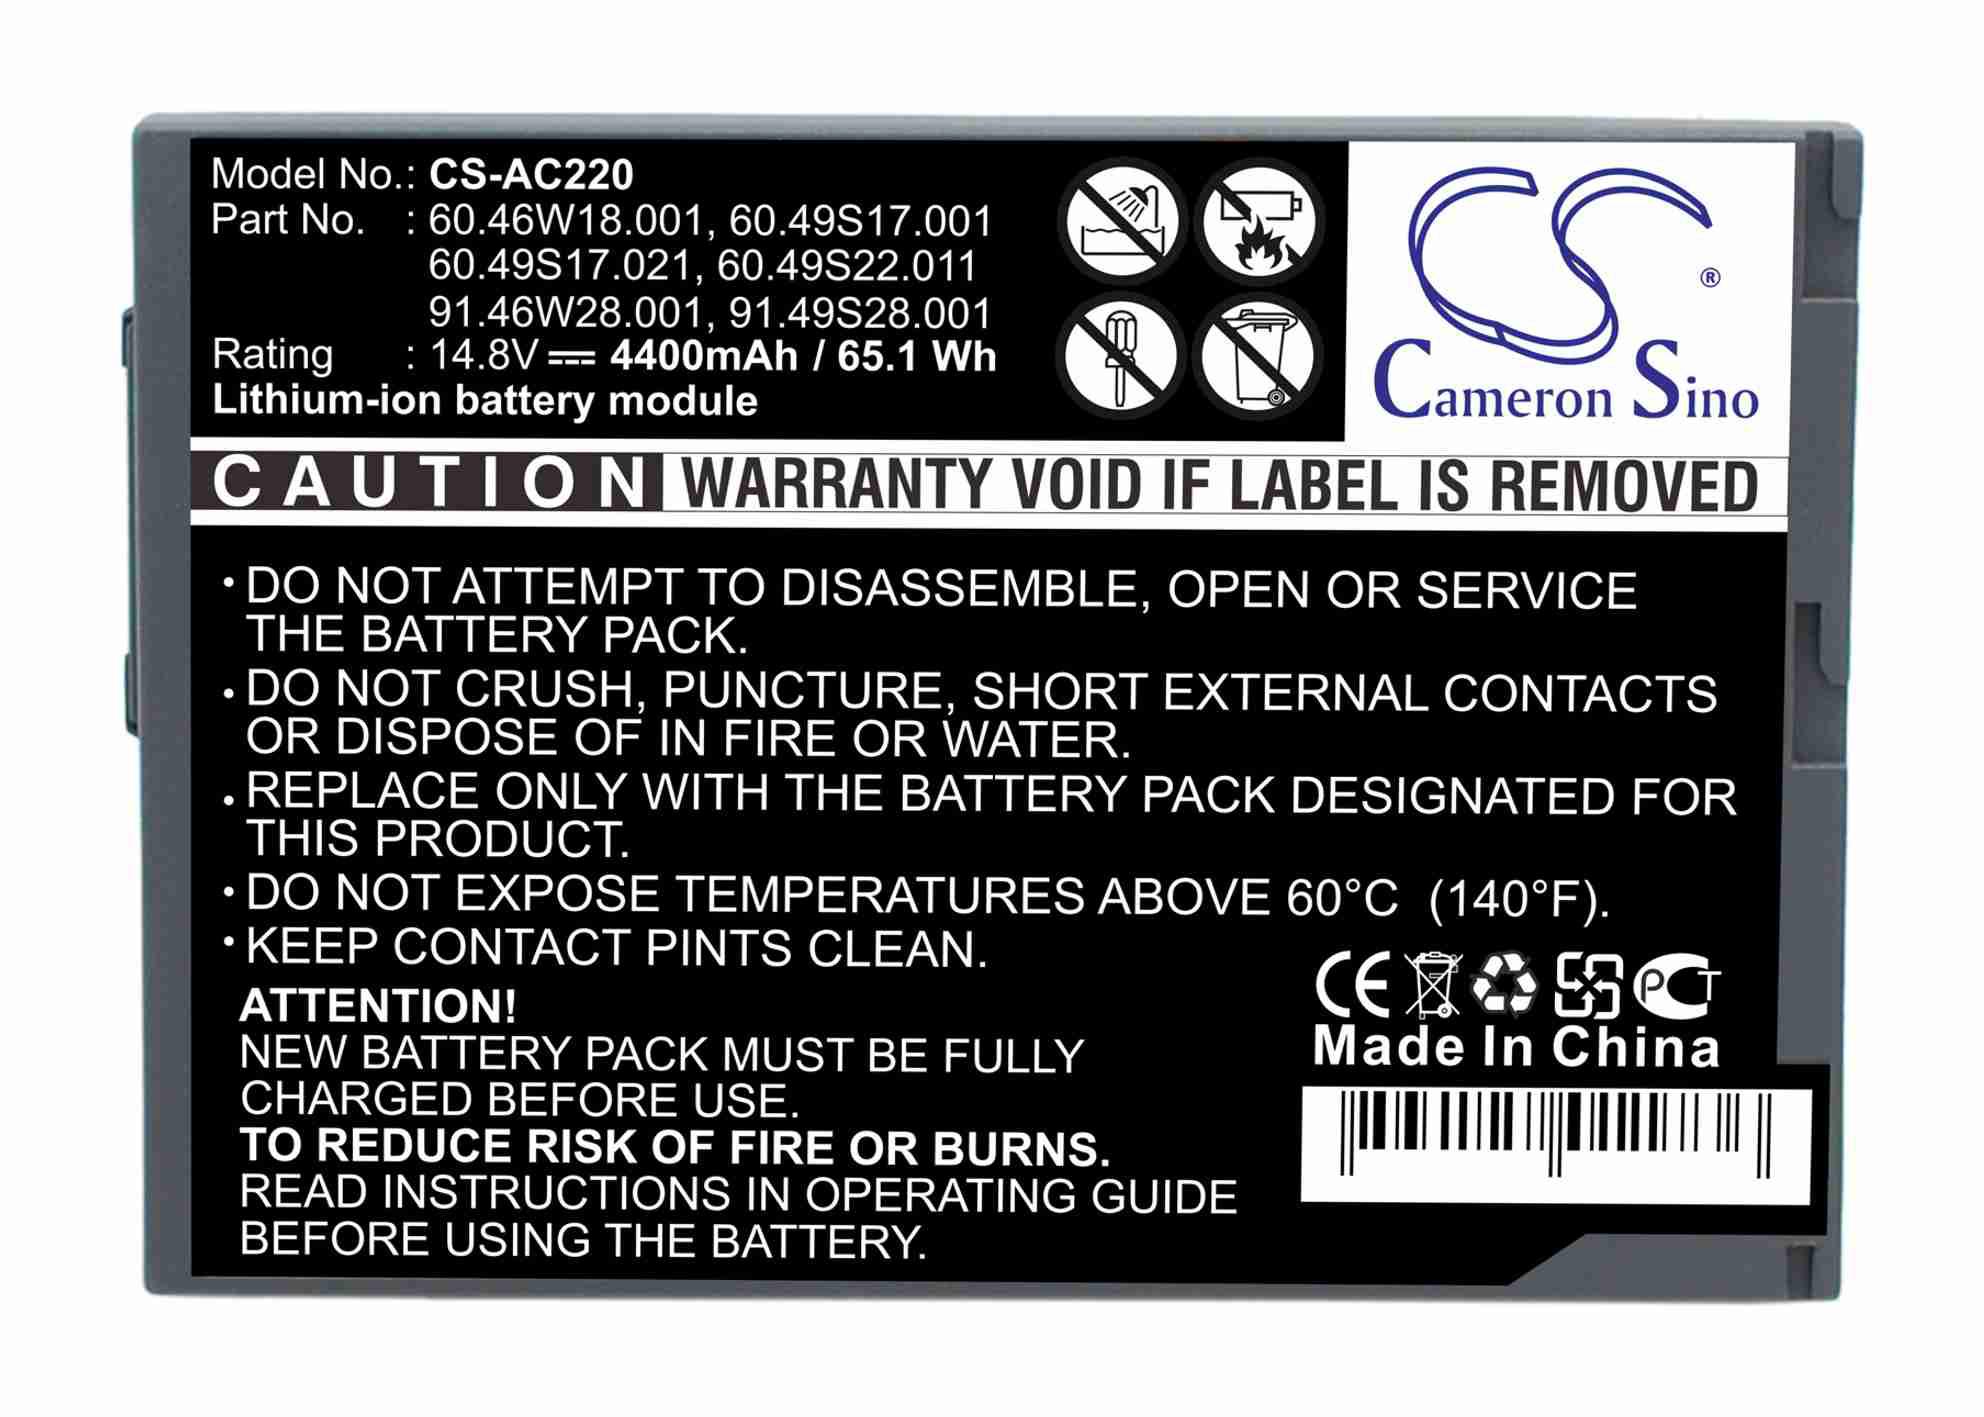 Model No.: CS-AC220
Part No. : 60.46W18.001, 60.49S17.001
60.49S17.021, 60.49S22.011
91.46W28.001, 91.49S28.001
Rating : 14.8V⎓ 4400mAh / 65.1 Wh
Lithium-ion battery module
CS®
Cameron Sino
CAUTION WARRANTY VOID IF LABEL IS REMOVED
• DO NOT ATTEMPT TO DISASSEMBLE, OPEN OR SERVICE
THE BATTERY PACK.
• DO NOT CRUSH, PUNCTURE, SHORT EXTERNAL CONTACTS
OR DISPOSE OF IN FIRE OR WATER.
• REPLACE ONLY WITH THE BATTERY PACK DESIGNATED FOR
THIS PRODUCT.
• DO NOT EXPOSE TEMPERATURES ABOVE 60°C (140°F).
• KEEP CONTACT PINTS CLEAN.
ATTENTION!
NEW BATTERY PACK MUST BE FULLY
CHARGED BEFORE USE.
TO REDUCE RISK OF FIRE OR BURNS.
READ INSTRUCTIONS IN OPERATING GUIDE
BEFORE USING THE BATTERY.
CE PCT
Made In China